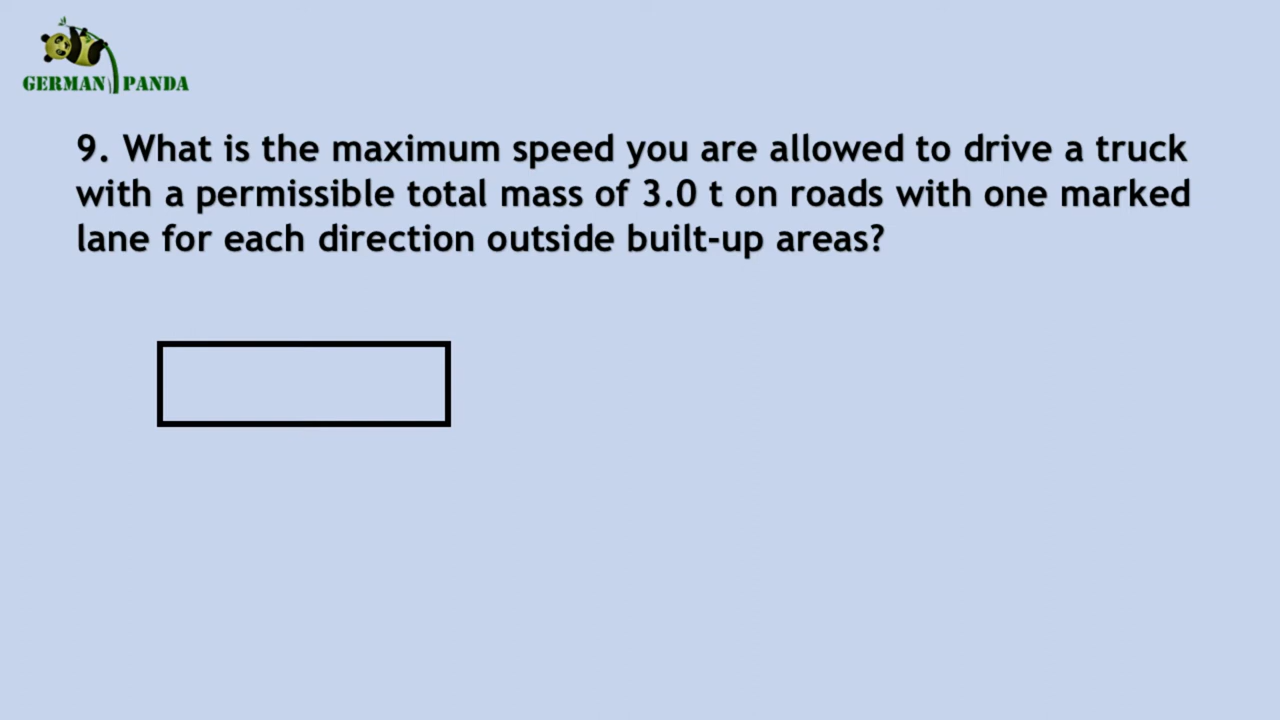 GERMAN PANDA
9. What is the maximum speed you are allowed to drive a truck
with a permissible total mass of 3.0 t on roads with one marked
lane for each direction outside built-up areas?